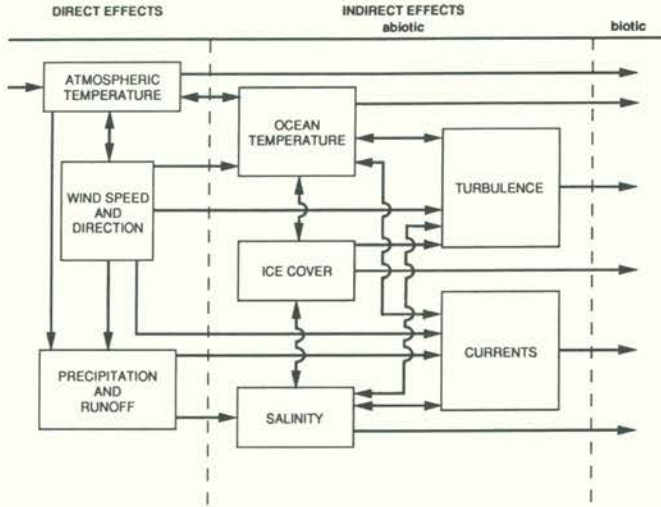 DIRECT EFFECTS
INDIRECT EFFECTS
abiotic
biotic
ATMOSPHERIC
TEMPERATURE
OCEAN
TEMPERATURE
TURBULENCE
WIND SPEED
AND
DIRECTION
ICE COVER
CURRENTS
PRECIPITATION
AND
RUNOFF
SALINITY